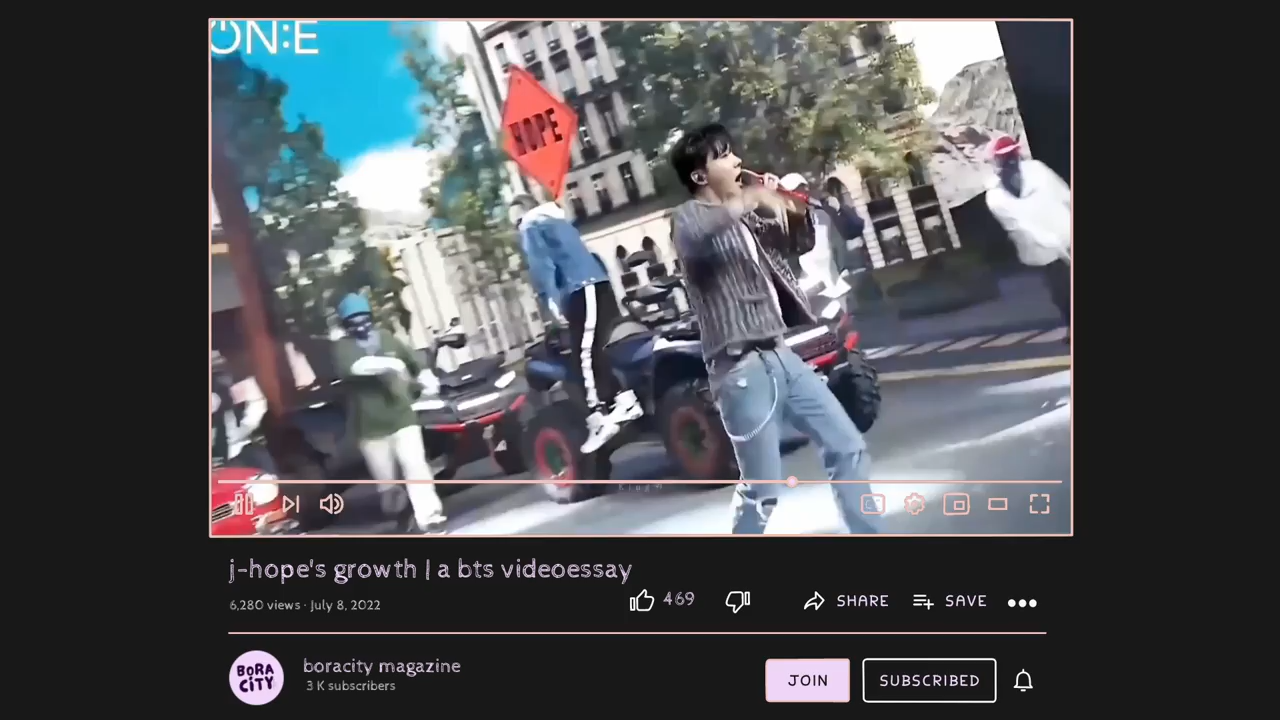 ON:E
HOPE
j-hope's growth | a bts videoessay
6,280 views · July 8, 2022
469
SHARE
SAVE
BORA
CITY
boracity magazine
3 K subscribers
JOIN
SUBSCRIBED